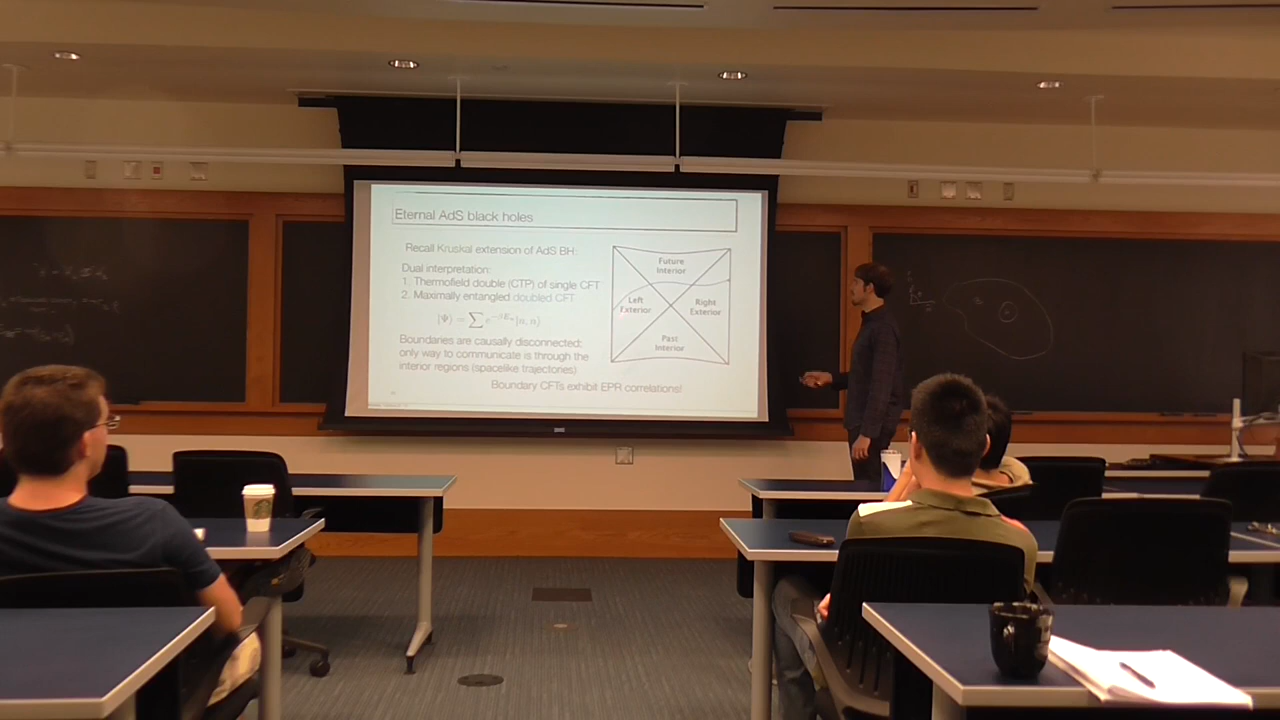 Eternal AdS black holes
Recall Kruskal extension of AdS BH:
Dual interpretation:
1. Thermofield double (CTP) of single CFT
2. Maximally entangled doubled CFT
|Ψ⟩ = ∑ e^{-βEₙ}|n, n⟩
Boundaries are causally disconnected;
only way to communicate is through the
interior regions (spacelike trajectories)
Boundary CFTs exhibit EPR correlations!
Future
Interior
Left
Exterior
Right
Exterior
Past
Interior